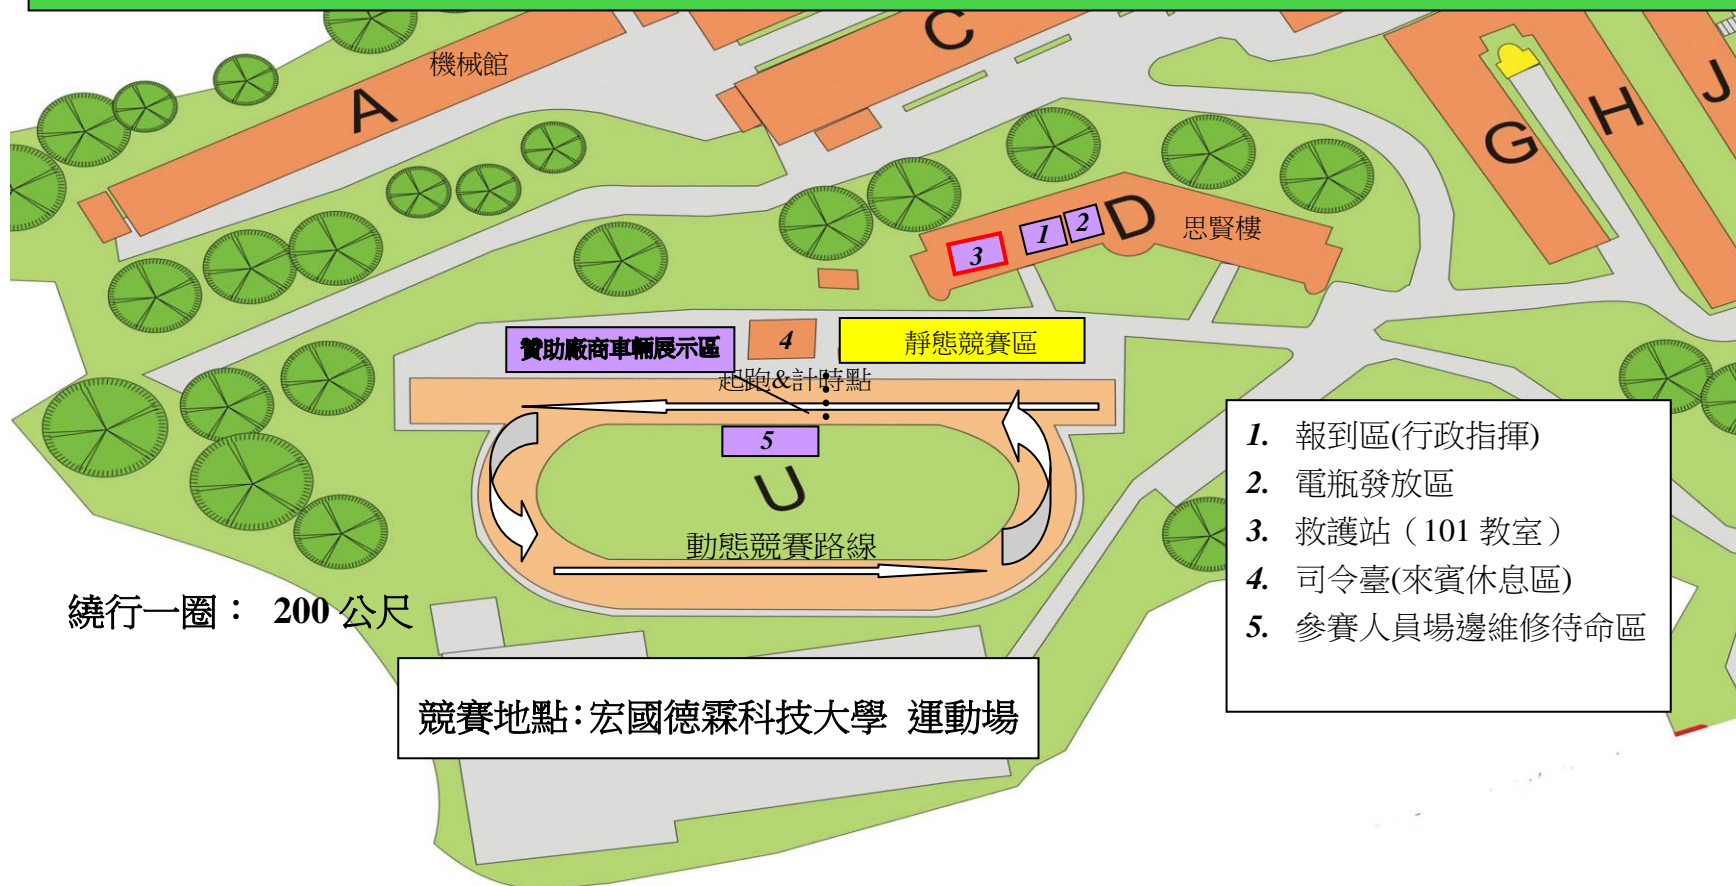 機械館
A
C
G
H
J
1
2
D
思賢樓
3
贊助廠商車輛展示區
4
靜態競賽區
起跑&計時點
5
U
動態競賽路線
繞行一圈： 200 公尺
競賽地點：宏國德霖科技大學 運動場
1. 報到區(行政指揮)
2. 電瓶發放區
3. 救護站（101 教室）
4. 司令臺(來賓休息區)
5. 參賽人員場邊維修待命區